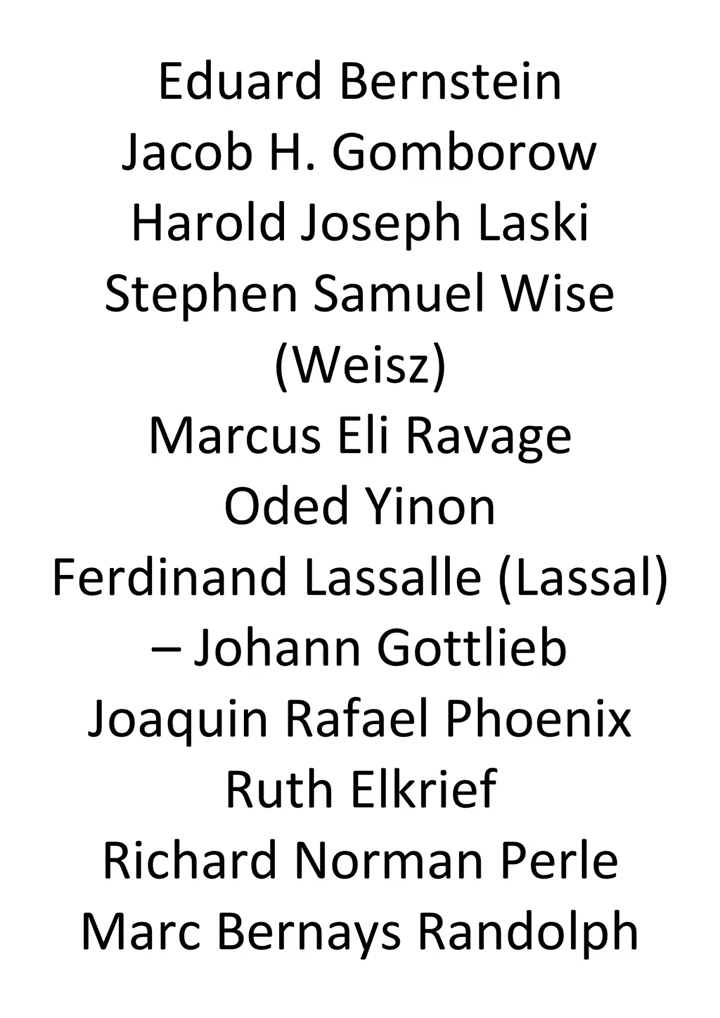 Eduard Bernstein
Jacob H. Gomborow
Harold Joseph Laski
Stephen Samuel Wise
(Weisz)
Marcus Eli Ravage
Oded Yinon
Ferdinand Lassalle (Lassal)
– Johann Gottlieb
Joaquin Rafael Phoenix
Ruth Elkrief
Richard Norman Perle
Marc Bernays Randolph